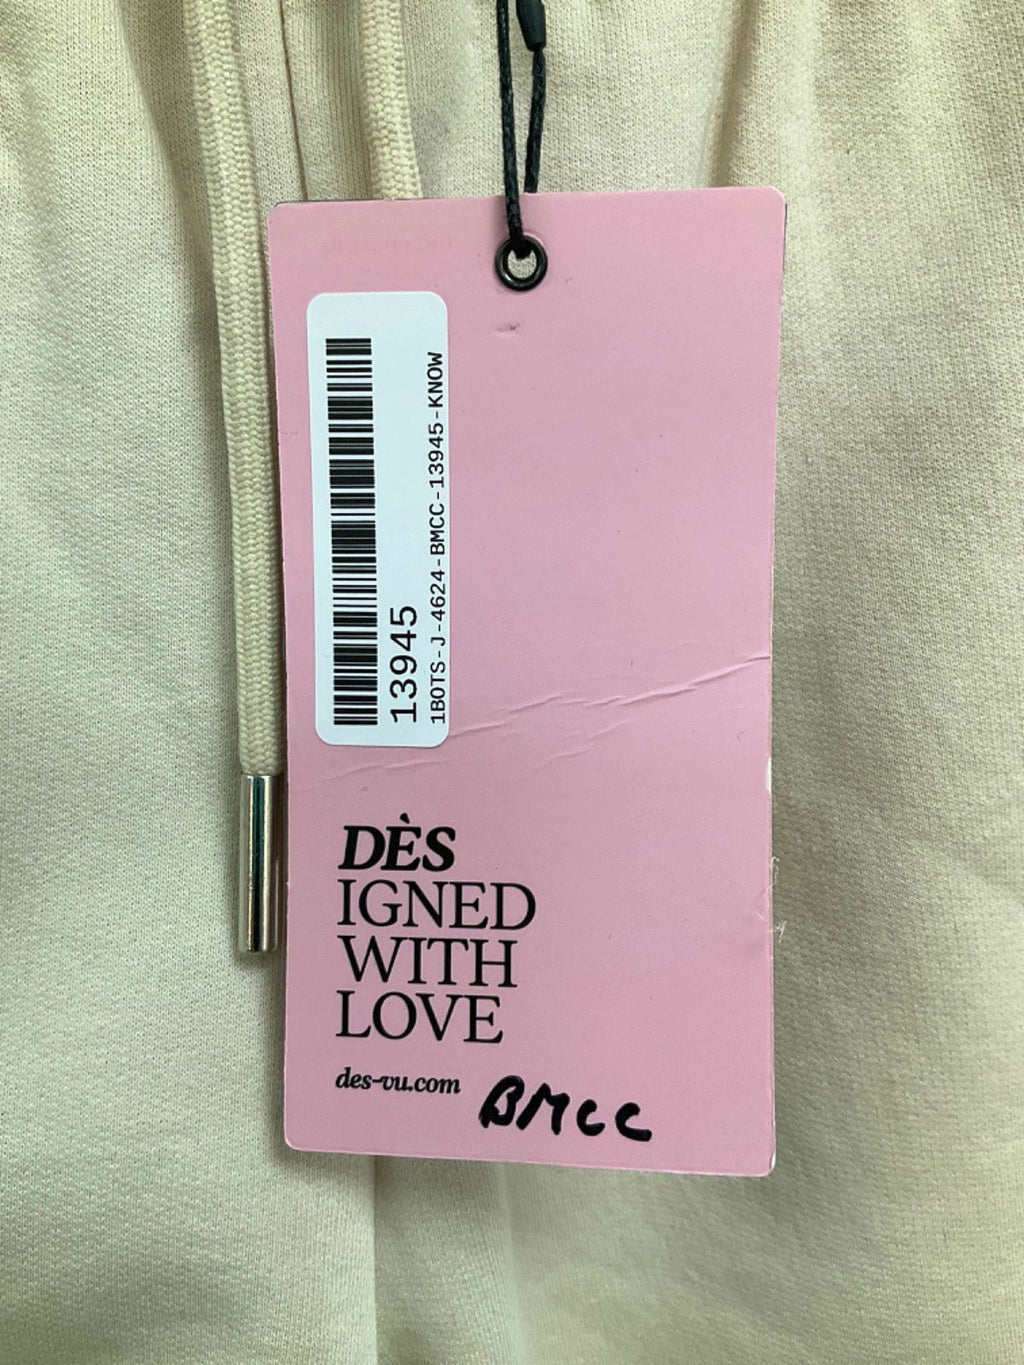 13945
1BOTS-J-4624-BMCC-13945-KNOW
DÈS
IGNED
WITH
LOVE
des-vu.com
BMCC